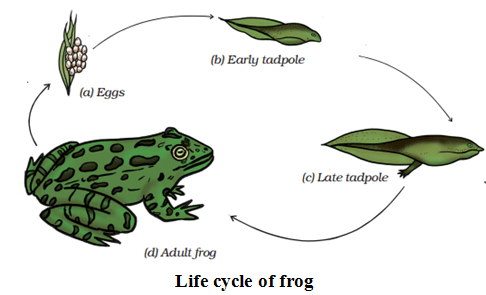 (a) Eggs
(b) Early tadpole
(c) Late tadpole
(d) Adult frog
Life cycle of frog